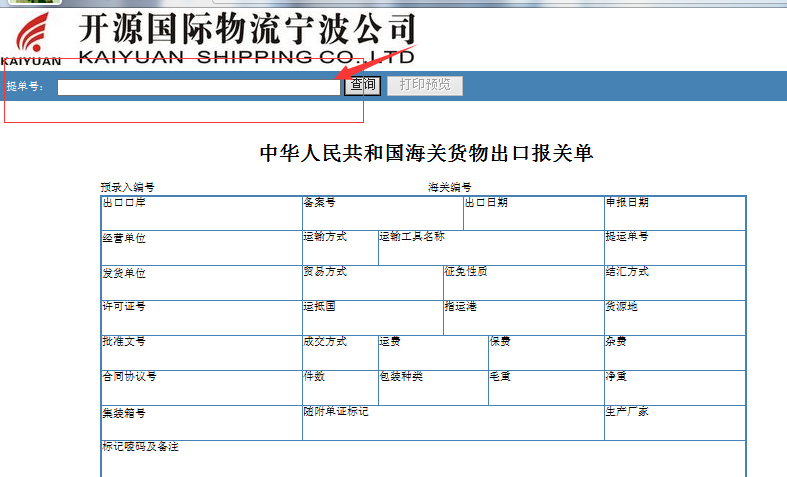 开源国际物流宁波公司
KAIYUAN SHIPPING CO.,LTD
KAIYUAN
提单号: 查询 打印预览
中华人民共和国海关货物出口报关单
预录入编号 海关编号
出口口岸 备案号 出口日期 申报日期
经营单位 运输方式 运输工具名称 提运单号
发货单位 贸易方式 征免性质 结汇方式
许可证号 运抵国 指运港 货源地
批准文号 成交方式 运费 保费 杂费
合同协议号 件数 包装种类 毛重 净重
集装箱号 随附单证标记 生产厂家
标记唛码及备注